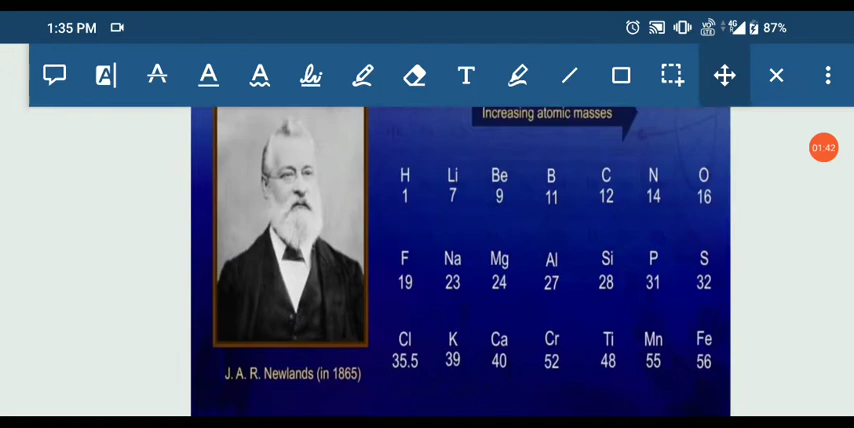 1:35 PM
4G
87%
01:42
Increasing atomic masses
H Li Be B C N O
1 7 9 11 12 14 16
F Na Mg Al Si P S
19 23 24 27 28 31 32
Cl K Ca Cr Ti Mn Fe
35.5 39 40 52 48 55 56
J. A. R. Newlands (in 1865)